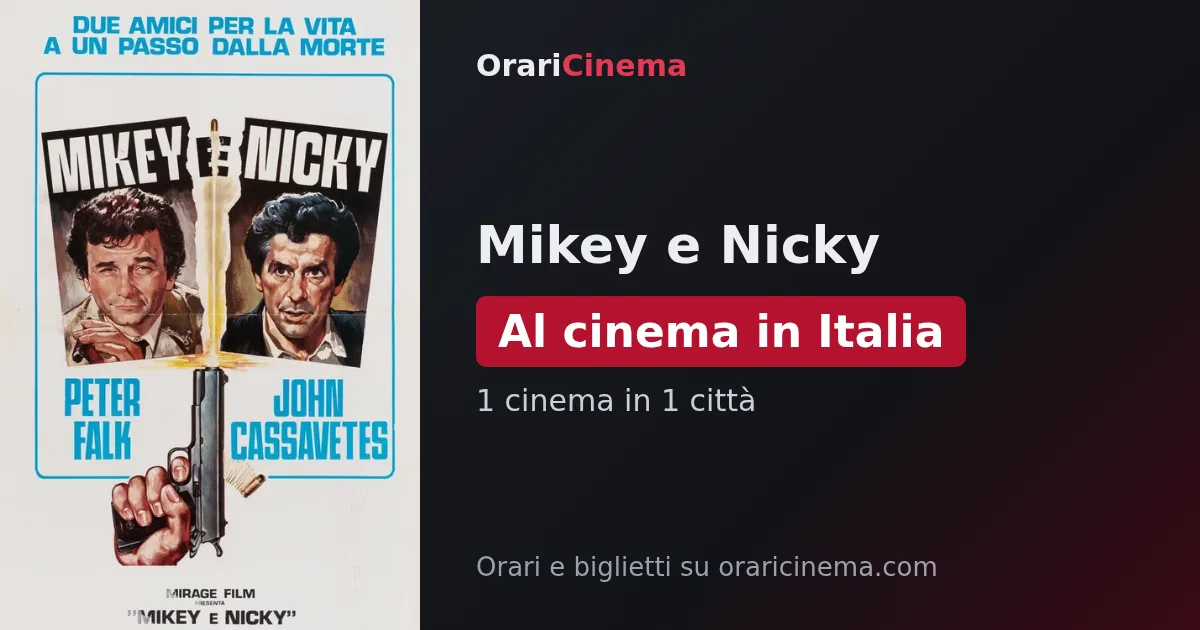 DUE AMICI PER LA VITA
A UN PASSO DALLA MORTE
MIKEY E NICKY
PETER
FALK
JOHN
CASSAVETES
MIRAGE FILM
PRESENTA
"MIKEY E NICKY"
OrariCinema
Mikey e Nicky
Al cinema in Italia
1 cinema in 1 città
Orari e biglietti su oraricinema.com